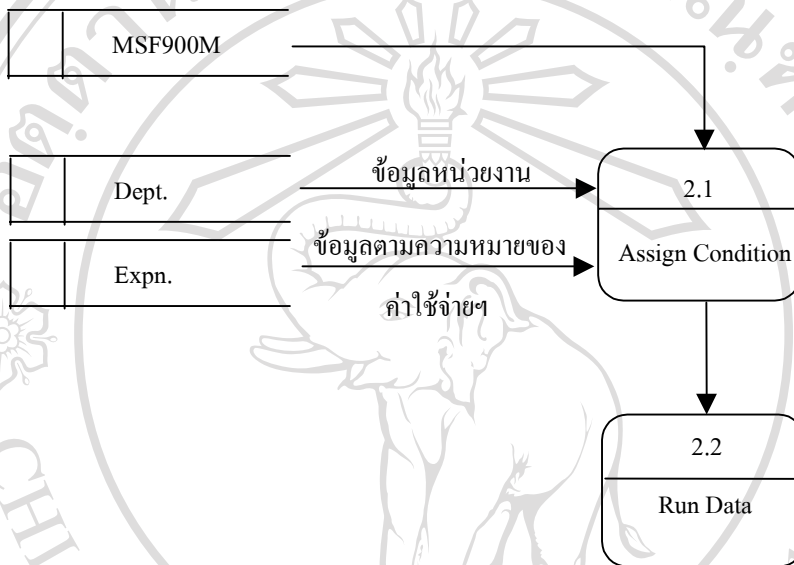 MSF900M
Dept.
ข้อมูลหน่วยงาน
2.1
Expn.
ข้อมูลตามความหมายของ
ค่าใช้จ่ายฯ
Assign Condition
2.2
Run Data